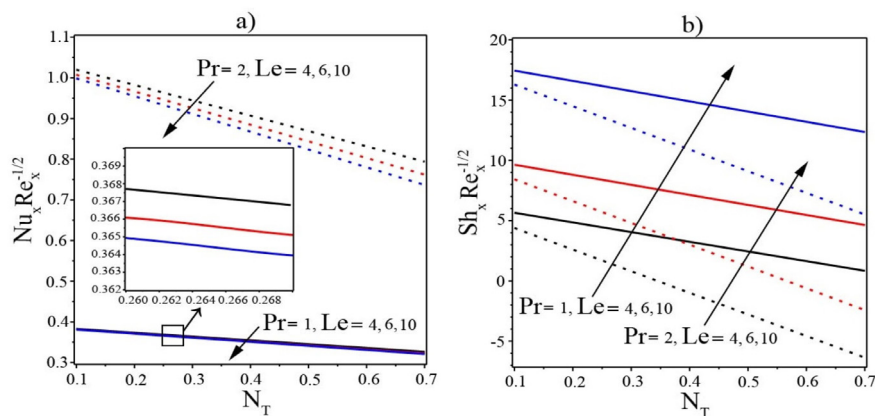 a)
1.1
1.0
0.9
0.8
0.7
0.6
0.5
0.4
0.3
Nu_x Re_x^{-1/2}
Pr= 2, Le= 4, 6, 10
0.369
0.368
0.367
0.366
0.365
0.364
0.363
0.362
0.260 0.262 0.264 0.266 0.268
Pr= 1, Le= 4, 6, 10
0.1 0.2 0.3 0.4 0.5 0.6 0.7
N_T
b)
20
15
10
5
0
-5
Sh_x Re_x^{-1/2}
Pr= 1, Le= 4, 6, 10
Pr= 2, Le= 4, 6, 10
0.1 0.2 0.3 0.4 0.5 0.6 0.7
N_T